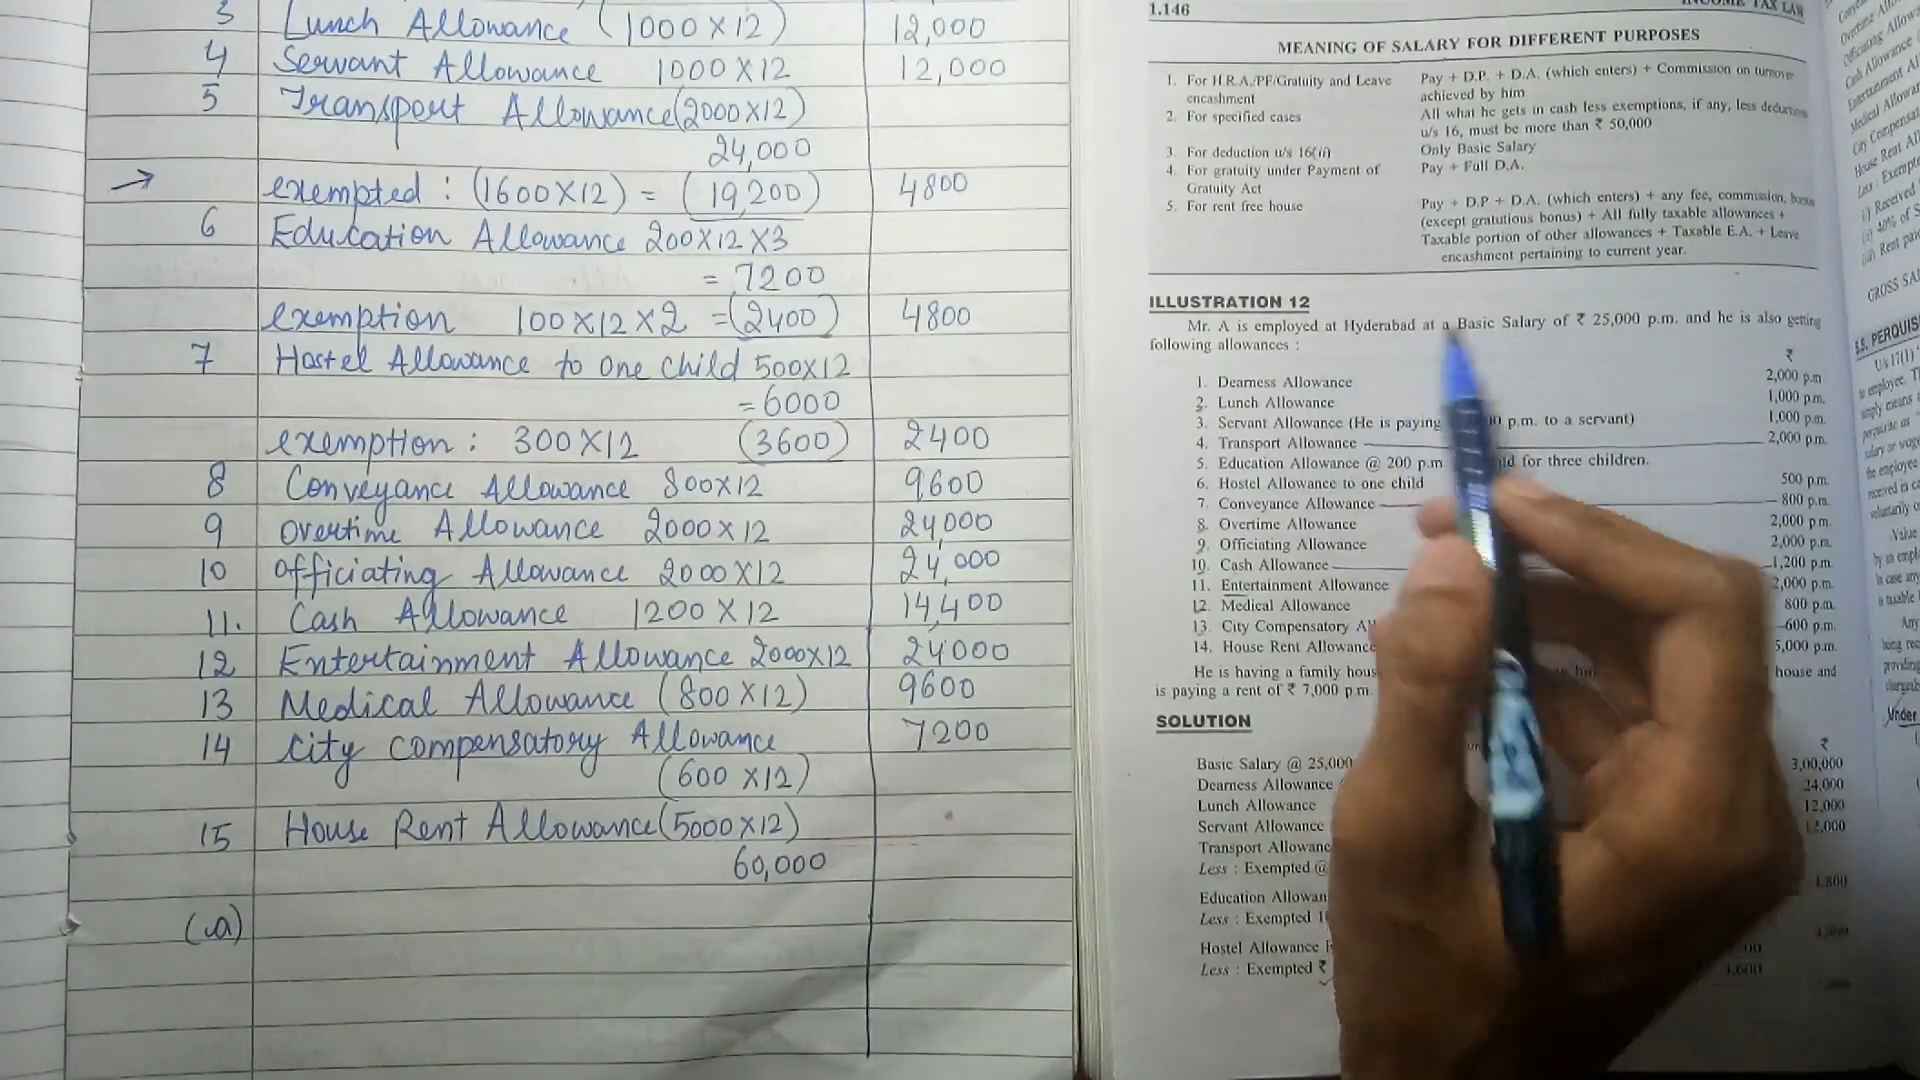 3 Lunch Allowance (1000 X 12) 12,000
4 Servant Allowance 1000 X 12 12,000
5 Transport Allowance (2000 X 12)
24,000
→ exempted : (1600 X 12) = (19,200) 4800
6 Education Allowance 200 X 12 X 3
= 7200
exemption 100 X 12 X 2 = (2400) 4800
7 Hostel Allowance to one child 500 X 12
= 6000
exemption : 300 X 12 (3600) 2400
8 Conveyance Allowance 800 X 12 9600
9 Overtime Allowance 2000 X 12 24,000
10 Officiating Allowance 2000 X 12 24,000
11. Cash Allowance 1200 X 12 14,400
12 Entertainment Allowance 2000 X 12 24000
13 Medical Allowance (800 X 12) 9600
14 City compensatory Allowance 7200
(600 X 12)
15 House Rent Allowance (5000 X 12)
60,000
(a)
1.146 INCOME TAX LAW
MEANING OF SALARY FOR DIFFERENT PURPOSES
1. For H.R.A./PF/Gratuity and Leave encashment Pay + D.P. + D.A. (which enters) + Commission on turnover
achieved by him
2. For specified cases All what he gets in cash less exemptions, if any, less deductions
u/s 16, must be more than ₹ 50,000
3. For deduction u/s 16(ii) Only Basic Salary
4. For gratuity under Payment of Gratuity Act Pay + Full D.A.
5. For rent free house Pay + D.P + D.A. (which enters) + any fee, commission, bonus
(except gratutious bonus) + All fully taxable allowances +
Taxable portion of other allowances + Taxable E.A. + Leave
encashment pertaining to current year.
ILLUSTRATION 12
Mr. A is employed at Hyderabad at a Basic Salary of ₹ 25,000 p.m. and he is also getting
following allowances :
₹
1. Dearness Allowance 2,000 p.m
2. Lunch Allowance 1,000 p.m.
3. Servant Allowance (He is paying p.m. to a servant) 1,000 p.m.
4. Transport Allowance 2,000 p.m.
5. Education Allowance @ 200 p.m for three children.
6. Hostel Allowance to one child 500 p.m.
7. Conveyance Allowance 800 p.m.
8. Overtime Allowance 2,000 p.m.
9. Officiating Allowance 2,000 p.m.
10. Cash Allowance 1,200 p.m.
11. Entertainment Allowance 2,000 p.m.
12. Medical Allowance 800 p.m.
13. City Compensatory 600 p.m.
14. House Rent Allowance 5,000 p.m.
He is having a family house and
is paying a rent of ₹ 7,000 p.m.
SOLUTION
₹
Basic Salary @ 25,000 3,00,000
Dearness Allowance 24,000
Lunch Allowance 12,000
Servant Allowance 12,000
Transport
Less : Exempted @
4,800
Education
Less : Exempted
Hostel Allowance
Less : Exempted ₹ 3,600
GROSS
5.5. PERQUIS
U/s 17(1)
Value
Any
Under